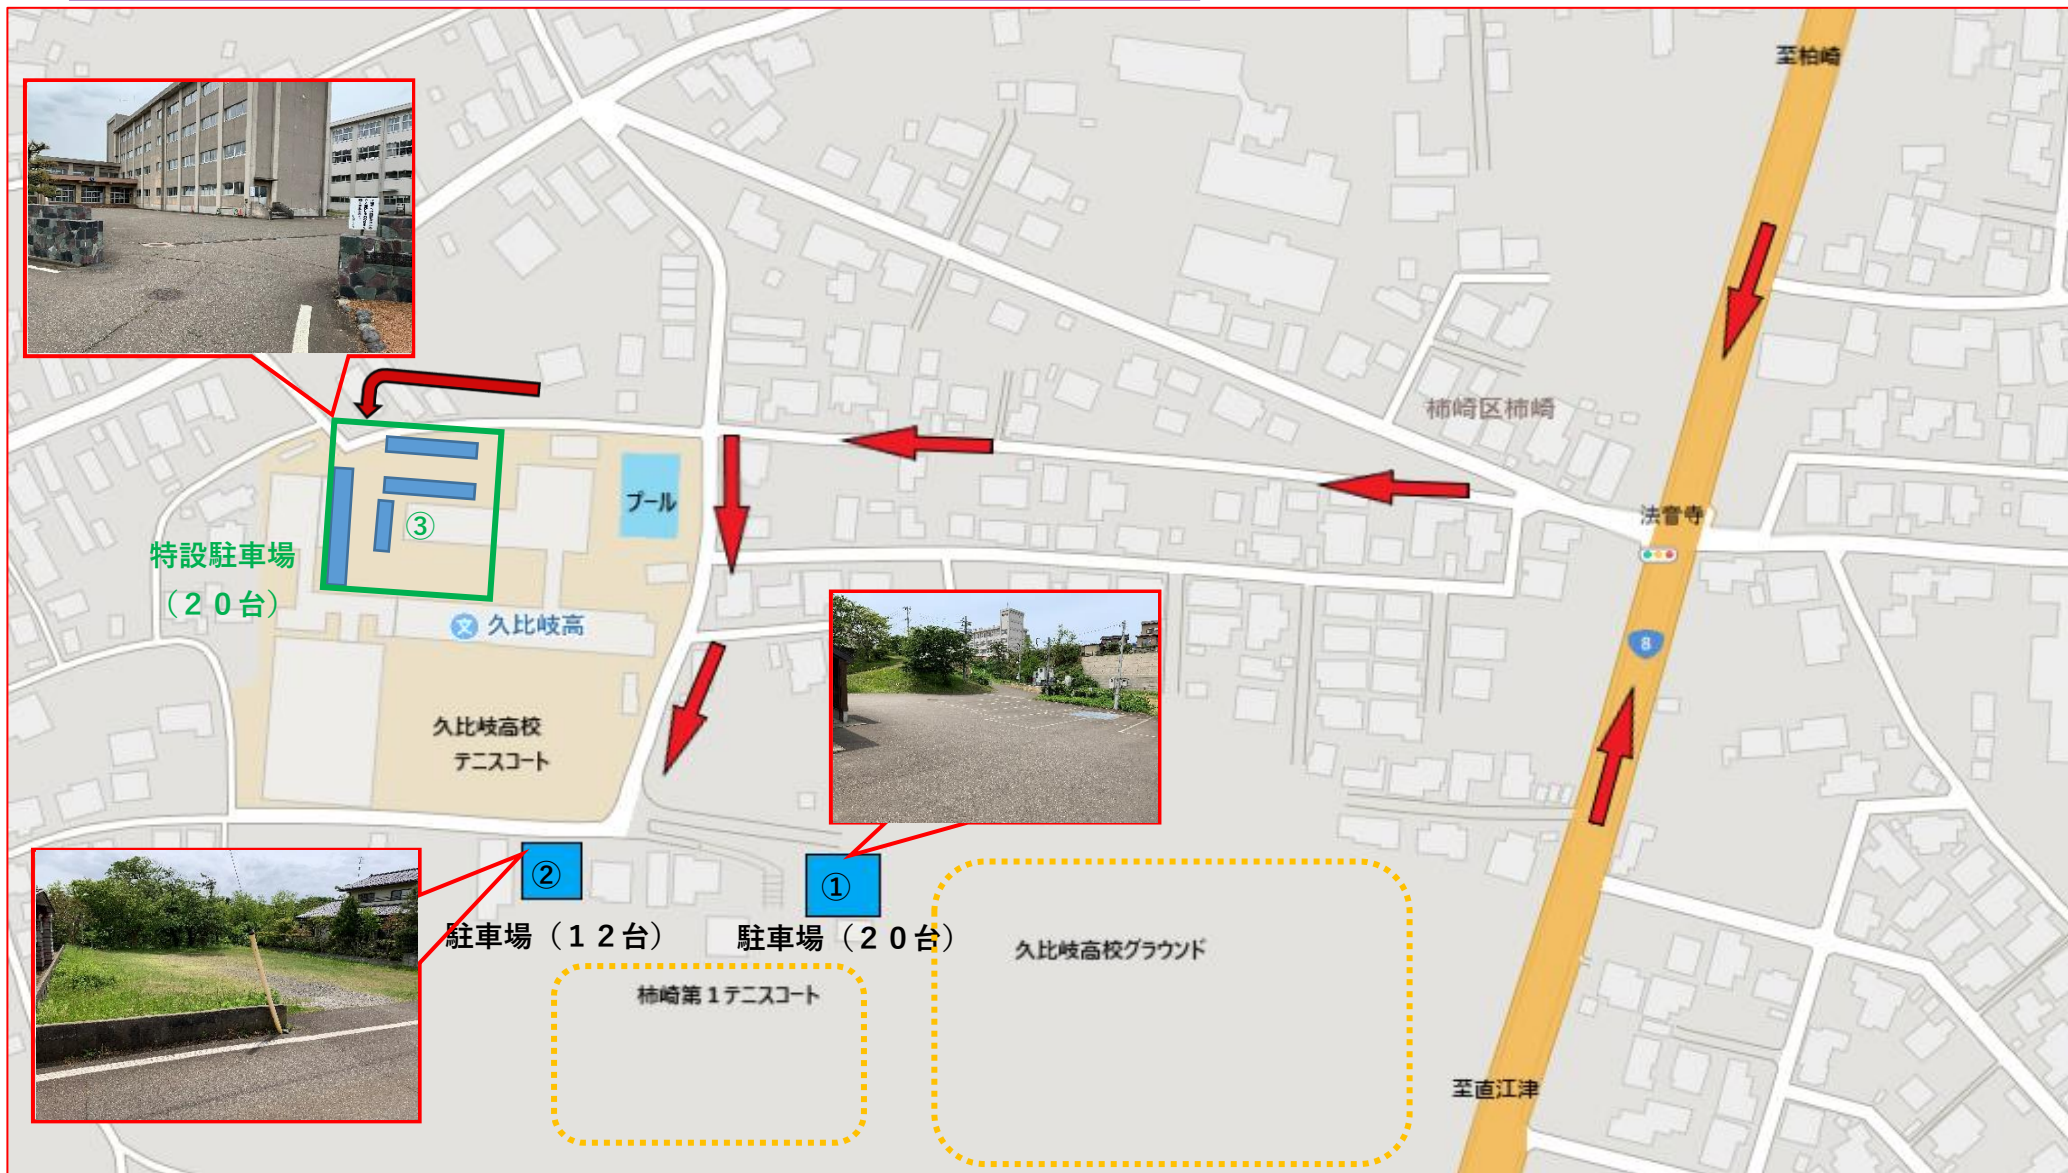 至柏崎
柿崎区柿崎
法音寺
プール
③
特設駐車場
（２０台）
文 久比岐高
8
久比岐高校
テニスコート
②
①
駐車場（１２台）
駐車場（２０台）
久比岐高校グラウンド
柿崎第１テニスコート
至直江津